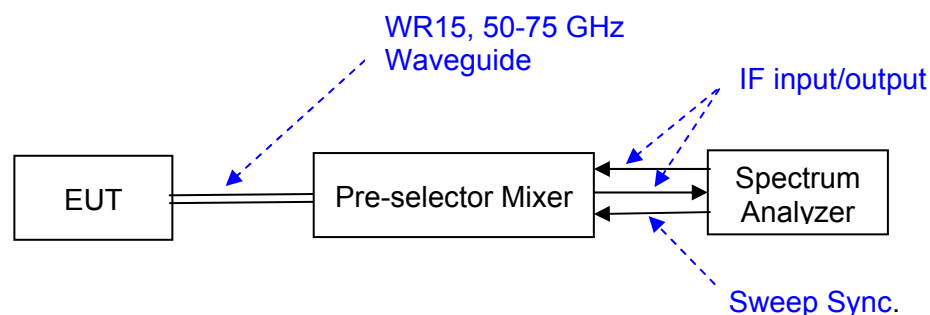 WR15, 50-75 GHz
Waveguide
IF input/output
EUT
Pre-selector Mixer
Spectrum
Analyzer
Sweep Sync.